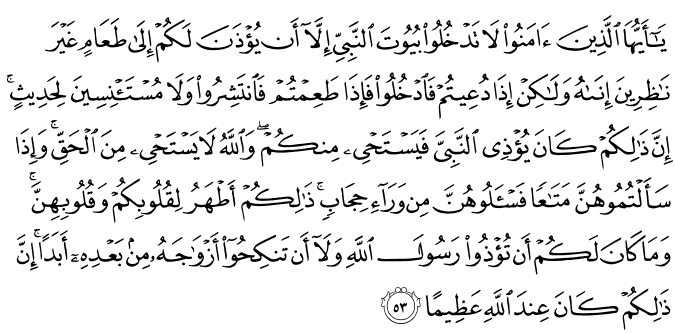 يَـٰٓأَيُّهَا ٱلَّذِينَ ءَامَنُوا۟ لَا تَدْخُلُوا۟ بُيُوتَ ٱلنَّبِىِّ إِلَّآ أَن يُؤْذَنَ لَكُمْ إِلَىٰ طَعَامٍ غَيْرَ
نَـٰظِرِينَ إِنَىٰهُ وَلَـٰكِنْ إِذَا دُعِيتُمْ فَٱدْخُلُوا۟ فَإِذَا طَعِمْتُمْ فَٱنتَشِرُوا۟ وَلَا مُسْتَـْٔنِسِينَ لِحَدِيثٍ ۚ
إِنَّ ذَٰلِكُمْ كَانَ يُؤْذِى ٱلنَّبِىَّ فَيَسْتَحْىِۦ مِنكُمْ ۖ وَٱللَّهُ لَا يَسْتَحْىِۦ مِنَ ٱلْحَقِّ ۚ وَإِذَا
سَأَلْتُمُوهُنَّ مَتَـٰعًا فَسْـَٔلُوهُنَّ مِن وَرَآءِ حِجَابٍ ۚ ذَٰلِكُمْ أَطْهَرُ لِقُلُوبِكُمْ وَقُلُوبِهِنَّ ۚ
وَمَا كَانَ لَكُمْ أَن تُؤْذُوا۟ رَسُولَ ٱللَّهِ وَلَآ أَن تَنكِحُوٓا۟ أَزْوَٰجَهُۥ مِنۢ بَعْدِهِۦٓ أَبَدًا ۚ إِنَّ
ذَٰلِكُمْ كَانَ عِندَ ٱللَّهِ عَظِيمًا ﴿٥٣﴾